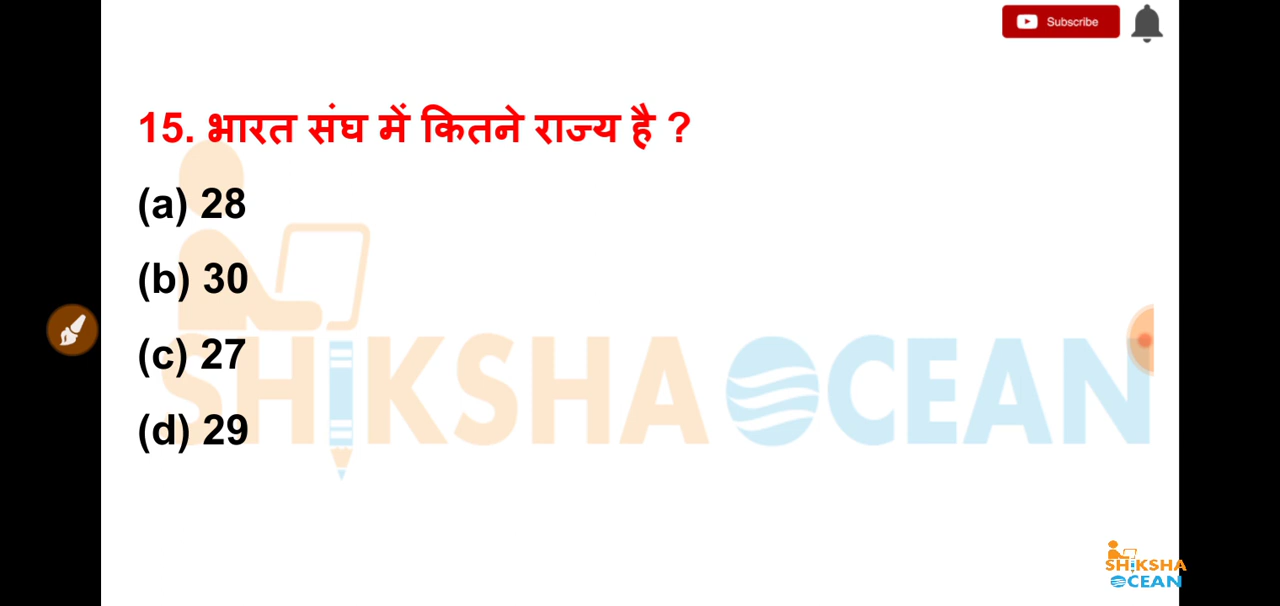 Subscribe
15. भारत संघ में कितने राज्य है ?
(a) 28
(b) 30
(c) 27
(d) 29
SHIKSHA OCEAN
SHIKSHA
OCEAN